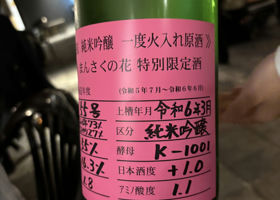 純米吟醸 一度火入れ原酒》
まんさくの花 特別限定酒
(令和5年7月~令和6年6月)
上槽年月 令和6年3月
区分 純米吟醸
酵母 K-1001
日本酒度 +1.0
アミノ酸度 1.1